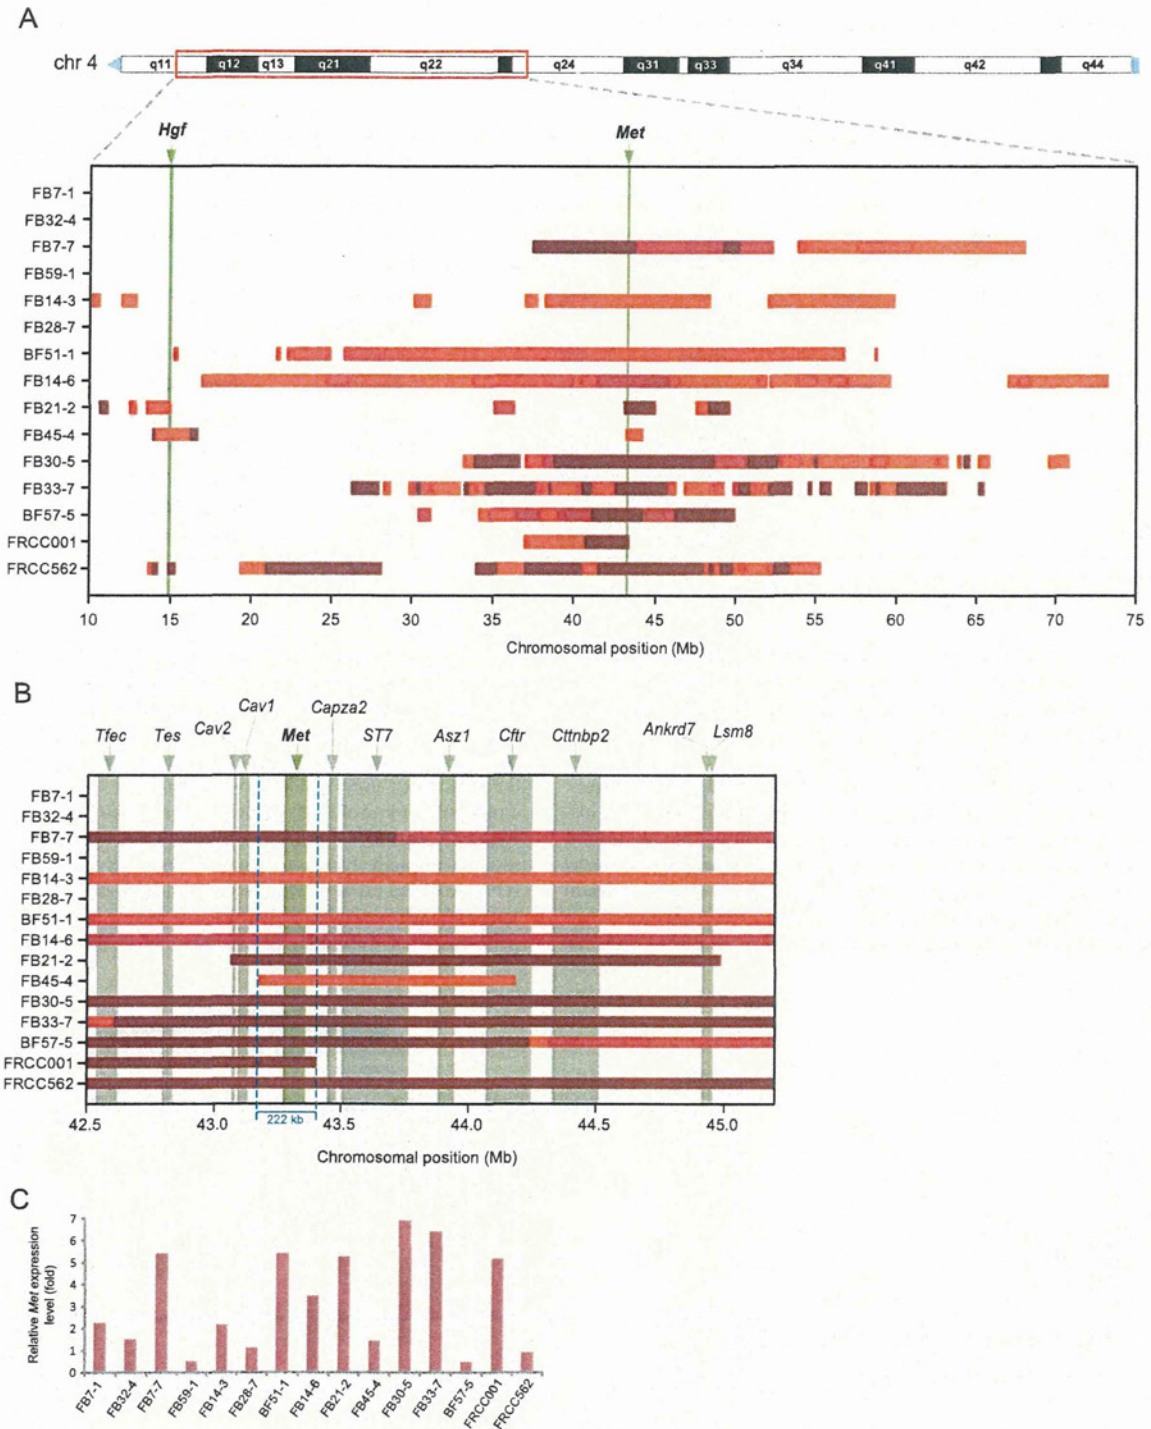 A
chr 4
q11 q12 q13 q21 q22 q24 q31 q33 q34 q41 q42 q44
Hgf Met
FB7-1
FB32-4
FB7-7
FB59-1
FB14-3
FB28-7
BF51-1
FB14-6
FB21-2
FB45-4
FB30-5
FB33-7
BF57-5
FRCC001
FRCC562
10 15 20 25 30 35 40 45 50 55 60 65 70 75
Chromosomal position (Mb)
B
Tfec Tes Cav2 Cav1 Met Capza2 ST7 Asz1 Cftr Cttnbp2 Ankrd7 Lsm8
FB7-1
FB32-4
FB7-7
FB59-1
FB14-3
FB28-7
BF51-1
FB14-6
FB21-2
FB45-4
FB30-5
FB33-7
BF57-5
FRCC001
FRCC562
222 kb
42.5 43.0 43.5 44.0 44.5 45.0
Chromosomal position (Mb)
C
Relative Met expression
level (fold)
7
6
5
4
3
2
1
0
FB7-1 FB32-4 FB7-7 FB59-1 FB14-3 FB28-7 BF51-1 FB14-6 FB21-2 FB45-4 FB30-5 FB33-7 BF57-5 FRCC001 FRCC562